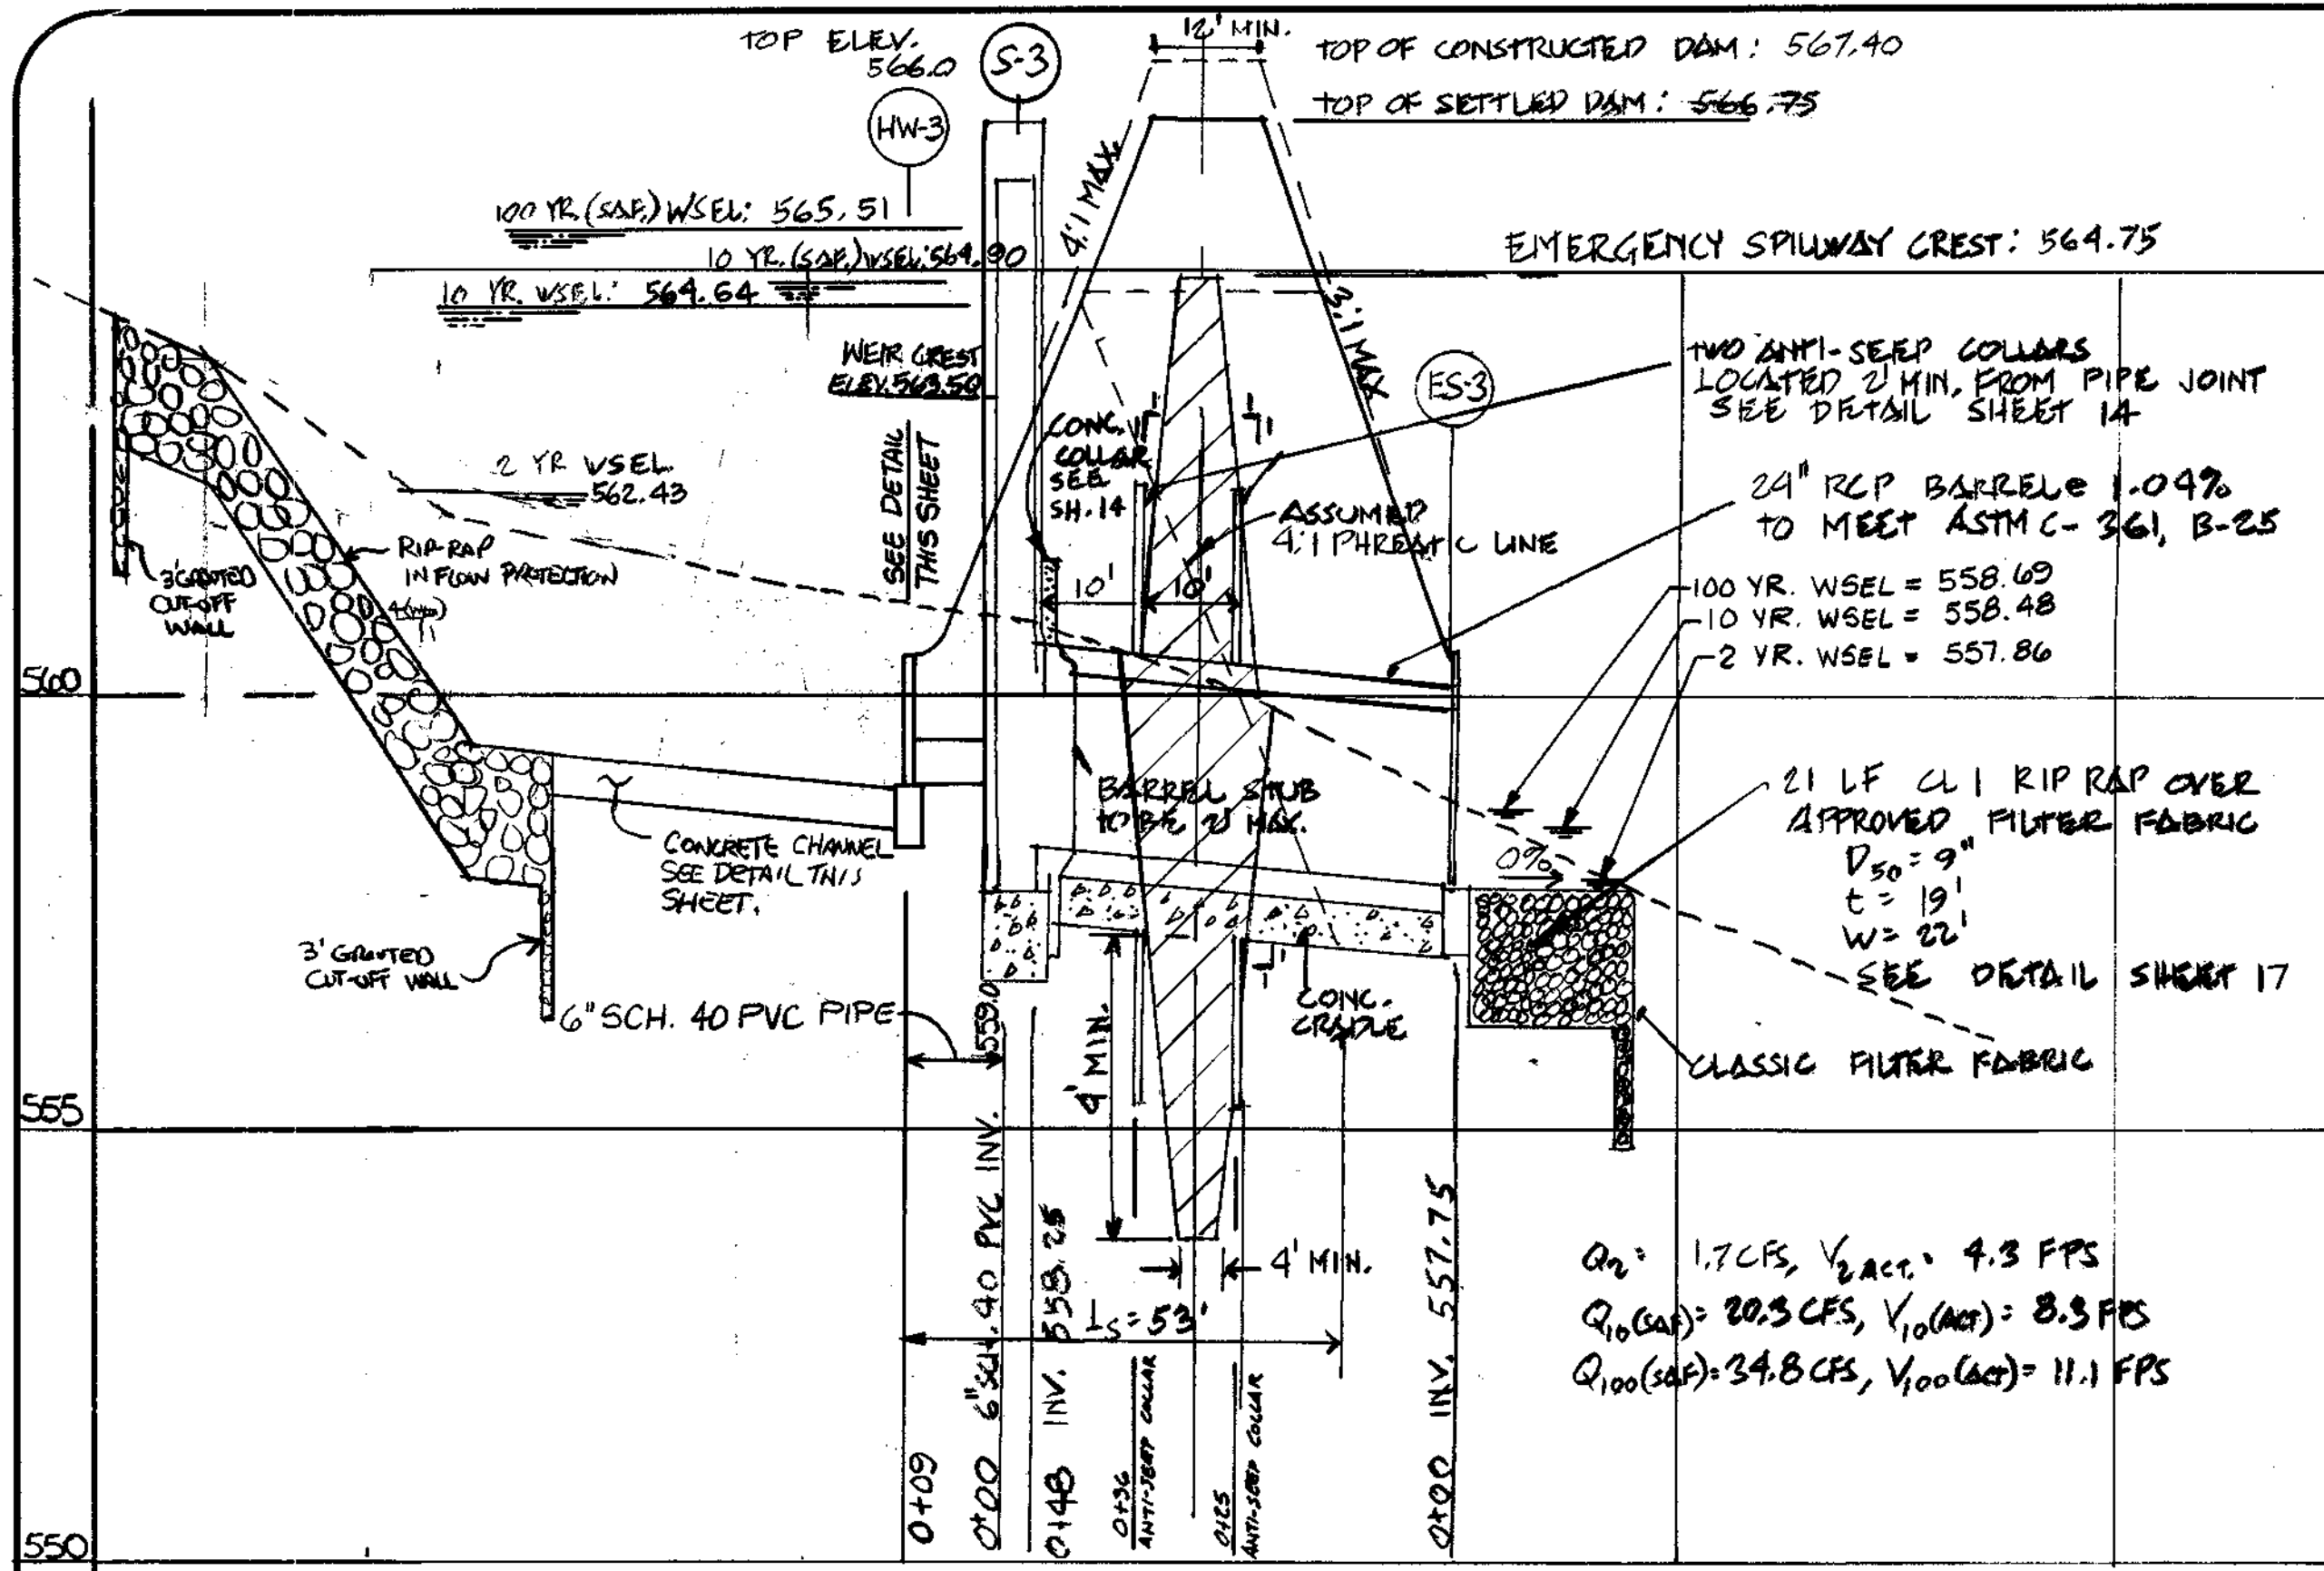 TOP ELEV.
566.0
S-3
HW-3
12' MIN.
TOP OF CONSTRUCTED DAM: 567.40
TOP OF SETTLED DAM: 566.75
4:1 MAX.
3:1 MAX
100 YR. (SAF.) WSEL: 565.51
10 YR. (SAF.) WSEL: 564.90
10 YR. WSEL: 564.64
EMERGENCY SPILLWAY CREST: 564.75
WEIR CREST
ELEV. 563.50
ES-3
TWO ANTI-SEEP COLLARS
LOCATED 2' MIN. FROM PIPE JOINT
SEE DETAIL SHEET 14
SEE DETAIL
THIS SHEET
CONC.
COLLAR
SEE
SH. 14
2 YR WSEL.
562.43
ASSUMED
4:1 PHREATIC LINE
24" RCP BARREL @ 1.04%
TO MEET ASTM C-361, B-25
RIP-RAP
INFLOW PROTECTION
3' GROUTED
CUT-OFF
WALL
10'
10'
100 YR. WSEL = 558.69
10 YR. WSEL = 558.48
2 YR. WSEL = 557.86
560
BARREL STUB
TO BE 2' MAX.
21 LF CL 1 RIP RAP OVER
APPROVED FILTER FABRIC
D50 = 9"
t = 19'
W = 22'
SEE DETAIL SHEET 17
0%
CONCRETE CHANNEL
SEE DETAIL THIS
SHEET.
3' GROUTED
CUT-OFF WALL
6" SCH. 40 PVC PIPE
4' MIN.
CONC.
CRADLE
CLASSIC FILTER FABRIC
555
4' MIN.
LS = 53'
Q2 = 1.7 CFS, V2 ACT. = 4.3 FPS
Q10 (SAF) = 20.3 CFS, V10 (ACT) = 8.3 FPS
Q100 (SAF) = 34.8 CFS, V100 (ACT) = 11.1 FPS
0+09
0+00 6" SCH. 40 PVC INV. 559.0
0+48 INV. 558.25
0+36
ANTI-SEEP COLLAR
0+25
ANTI-SEEP COLLAR
0+00 INV. 557.75
550